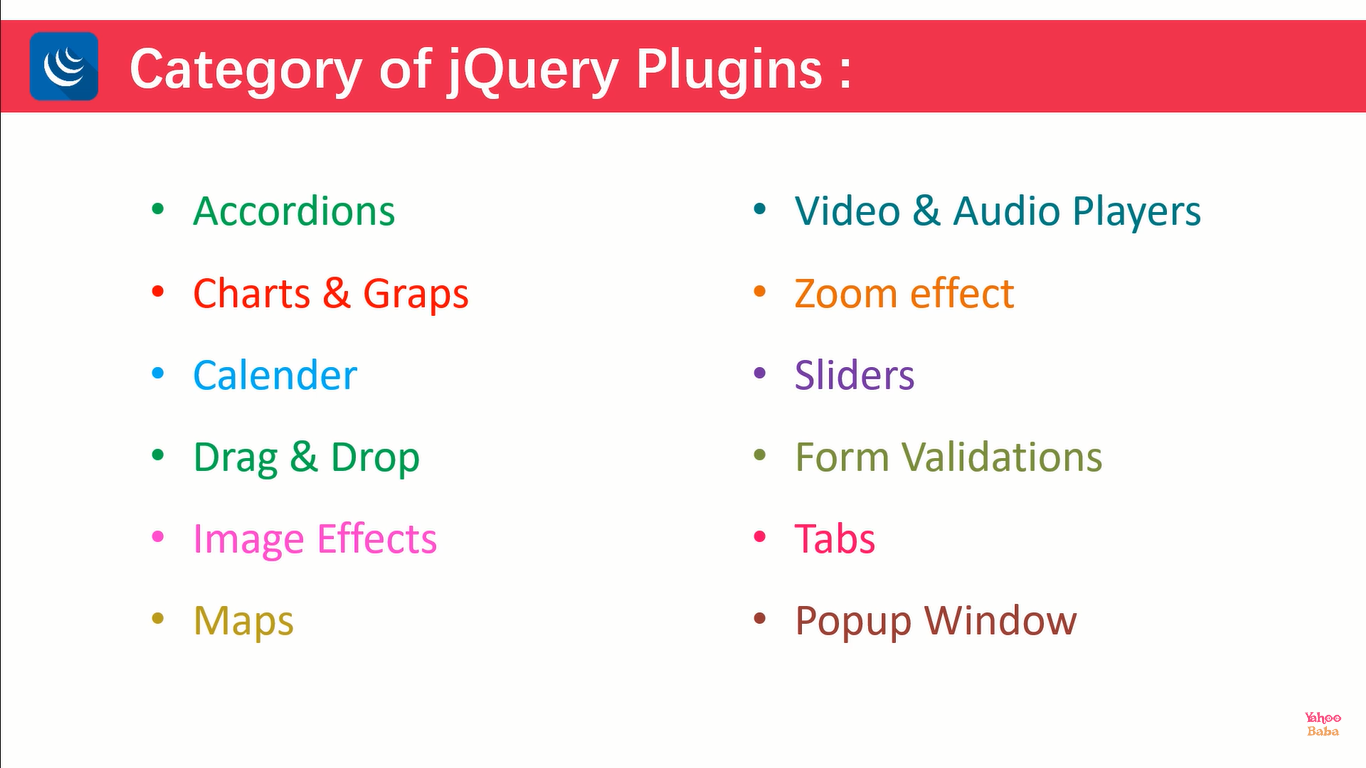 Category of jQuery Plugins :
• Accordions
• Charts & Graps
• Calender
• Drag & Drop
• Image Effects
• Maps
• Video & Audio Players
• Zoom effect
• Sliders
• Form Validations
• Tabs
• Popup Window
Yahoo
Baba